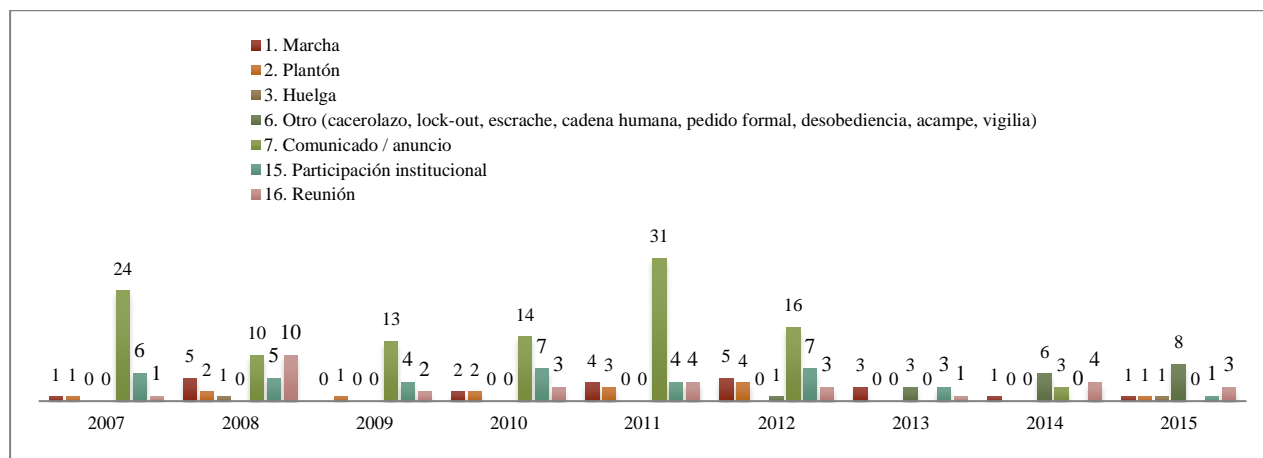 1. Marcha
2. Plantón
3. Huelga
6. Otro (cacerolazo, lock-out, escrache, cadena humana, pedido formal, desobediencia, acampe, vigilia)
7. Comunicado / anuncio
15. Participación institucional
16. Reunión
1 1 0 0 24 6 1
5 2 1 0 10 5 10
0 1 0 0 13 4 2
2 2 0 0 14 7 3
4 3 0 0 31 4 4
5 4 0 1 16 7 3
3 0 0 3 0 3 1
1 0 0 6 3 0 4
1 1 1 8 0 1 3
2007 2008 2009 2010 2011 2012 2013 2014 2015